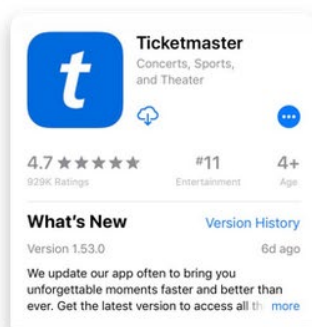 t
Ticketmaster
Concerts, Sports,
and Theater
4.7 ★★★★★ #11 4+
929K Ratings Entertainment Age
What's New Version History
Version 1.53.0 6d ago
We update our app often to bring you
unforgettable moments faster and better than
ever. Get the latest version to access all th more